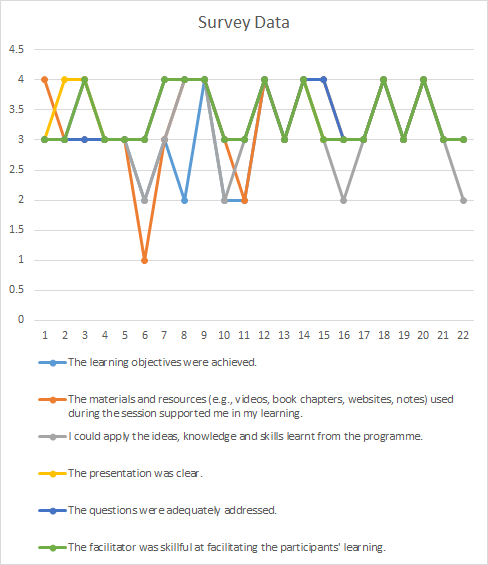 Survey Data
4.5
4
3.5
3
2.5
2
1.5
1
0.5
0
1 2 3 4 5 6 7 8 9 10 11 12 13 14 15 16 17 18 19 20 21 22
The learning objectives were achieved.
The materials and resources (e.g., videos, book chapters, websites, notes) used
during the session supported me in my learning.
I could apply the ideas, knowledge and skills learnt from the programme.
The presentation was clear.
The questions were adequately addressed.
The facilitator was skillful at facilitating the participants' learning.